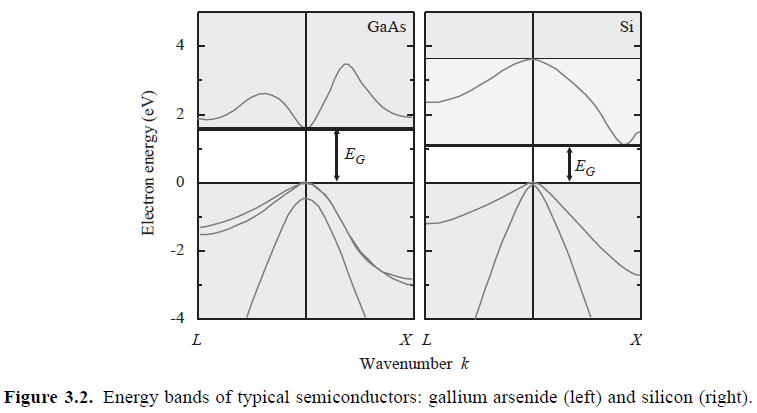 GaAs
Si
4
2
0
-2
-4
Electron energy (eV)
E_G
E_G
L
X
L
X
Wavenumber k
Figure 3.2. Energy bands of typical semiconductors: gallium arsenide (left) and silicon (right).